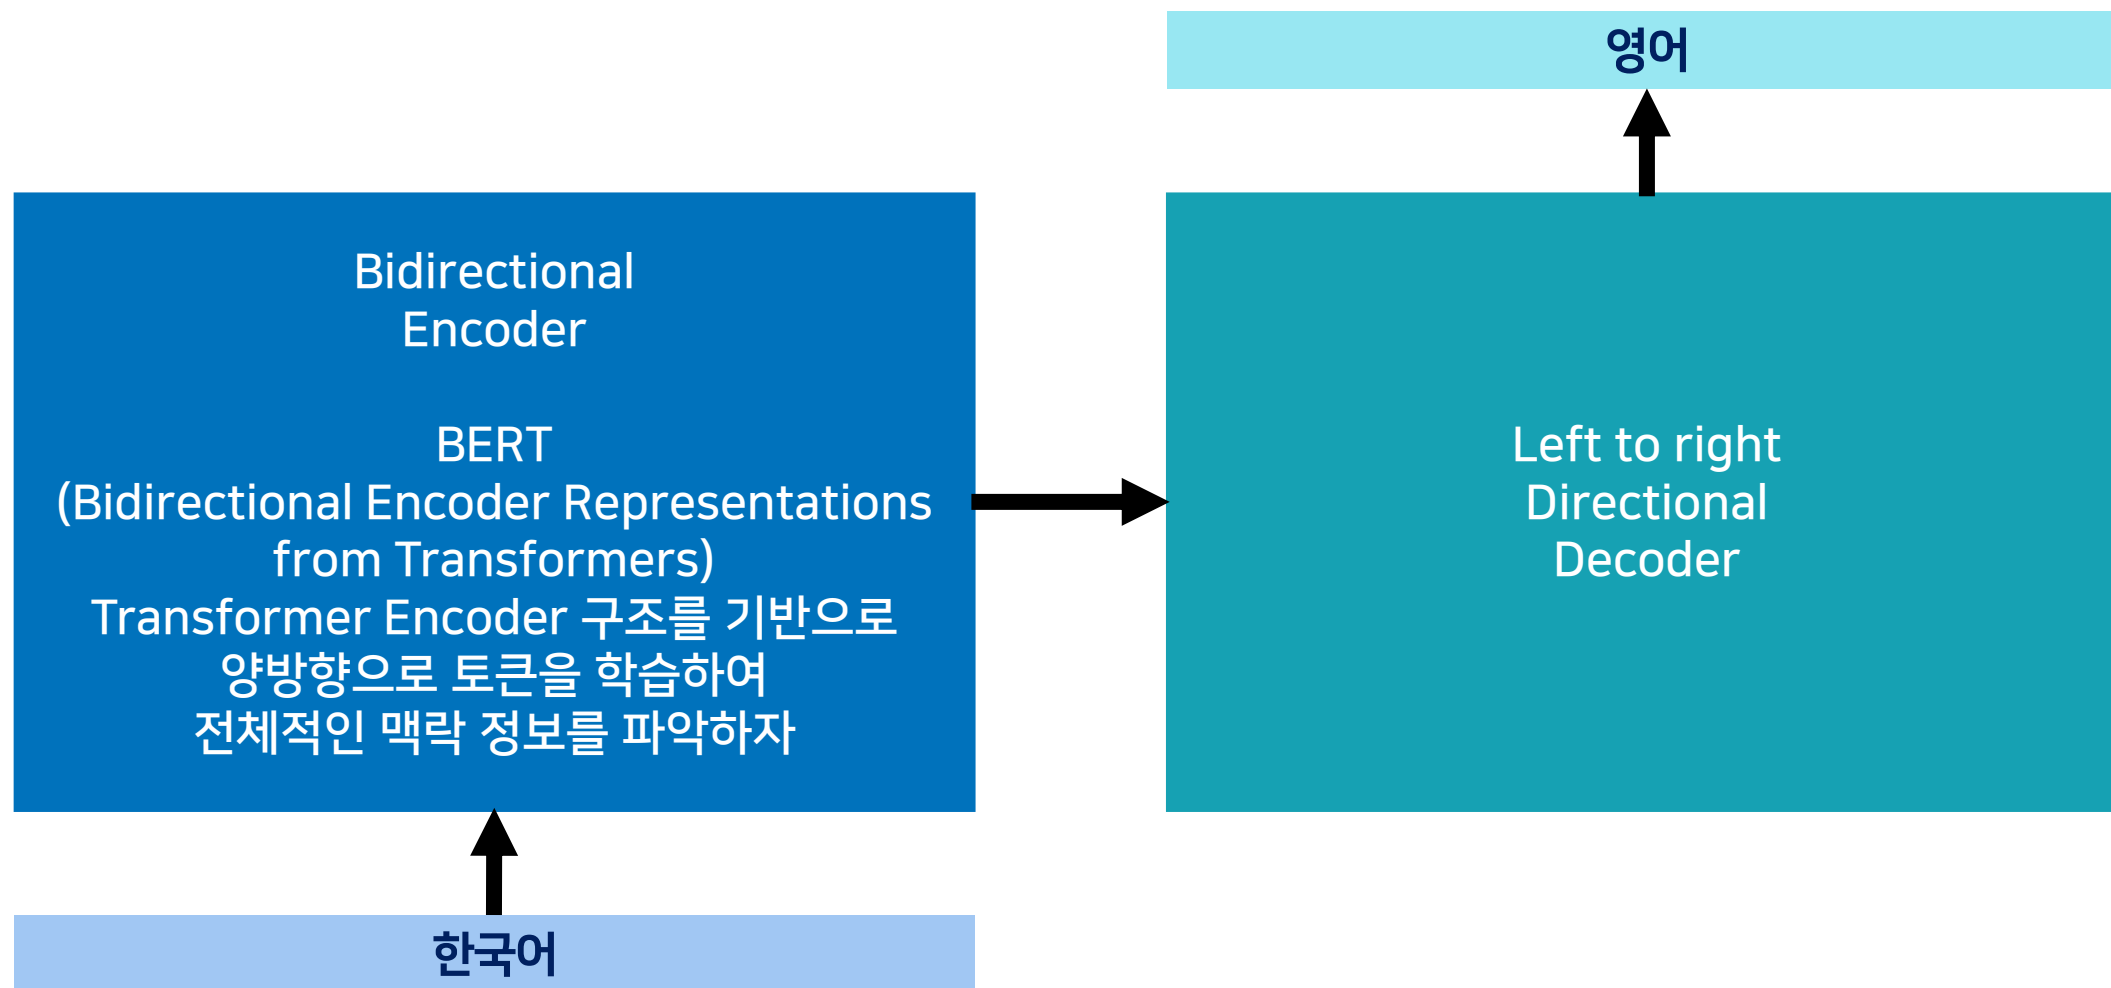 영어
Bidirectional
Encoder
BERT
(Bidirectional Encoder Representations
from Transformers)
Transformer Encoder 구조를 기반으로
양방향으로 토큰을 학습하여
전체적인 맥락 정보를 파악하자
Left to right
Directional
Decoder
한국어